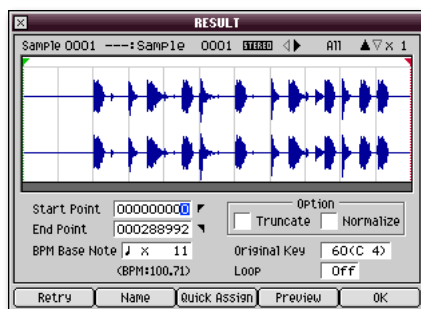 RESULT
Sample 0001 ---:Sample 0001 STEREO All x 1
Start Point 000000000
End Point 000288992
BPM Base Note ♩ x 11
(BPM:100.71)
Option
Truncate Normalize
Original Key 60(C 4)
Loop Off
Retry Name Quick Assign Preview OK